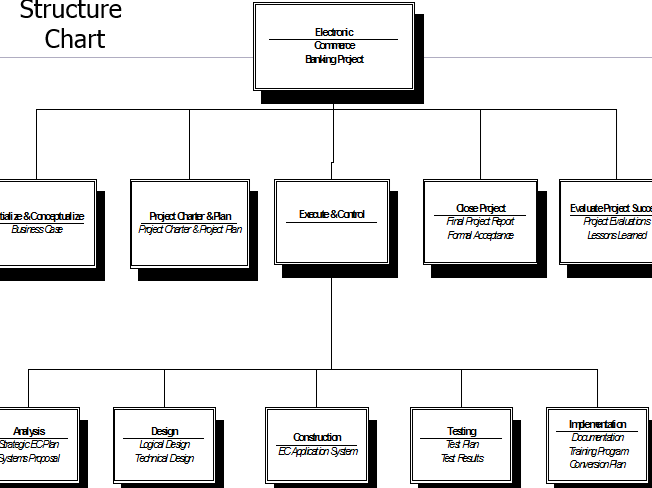 Structure
Chart
Electronic
Commerce
Banking Project
tialize & Conceptualize
Business Case
Project Charter & Plan
Project Charter & Project Plan
Execute & Control
Close Project
Final Project Report
Formal Acceptance
Evaluate Project Succe
Project Evaluations
Lessons Learned
Analysis
Strategic EC Plan
Systems Proposal
Design
Logical Design
Technical Design
Construction
EC Application System
Testing
Test Plan
Test Results
Implementation
Documentation
Training Program
Conversion Plan